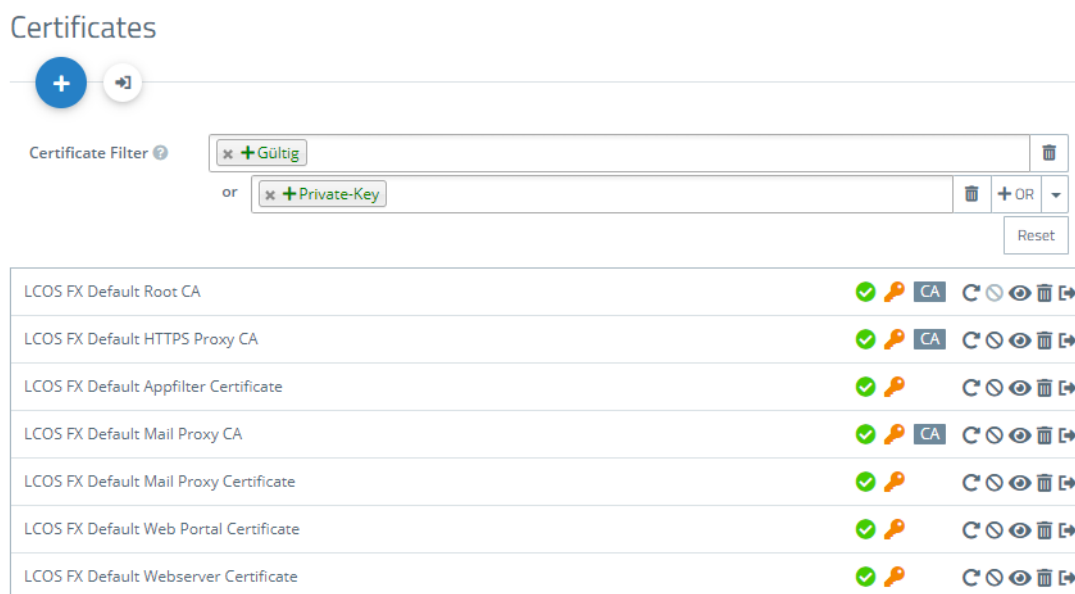 Certificates
Certificate Filter
Gültig
or
Private-Key
OR
Reset
LCOS FX Default Root CA
CA
LCOS FX Default HTTPS Proxy CA
CA
LCOS FX Default Appfilter Certificate
LCOS FX Default Mail Proxy CA
CA
LCOS FX Default Mail Proxy Certificate
LCOS FX Default Web Portal Certificate
LCOS FX Default Webserver Certificate